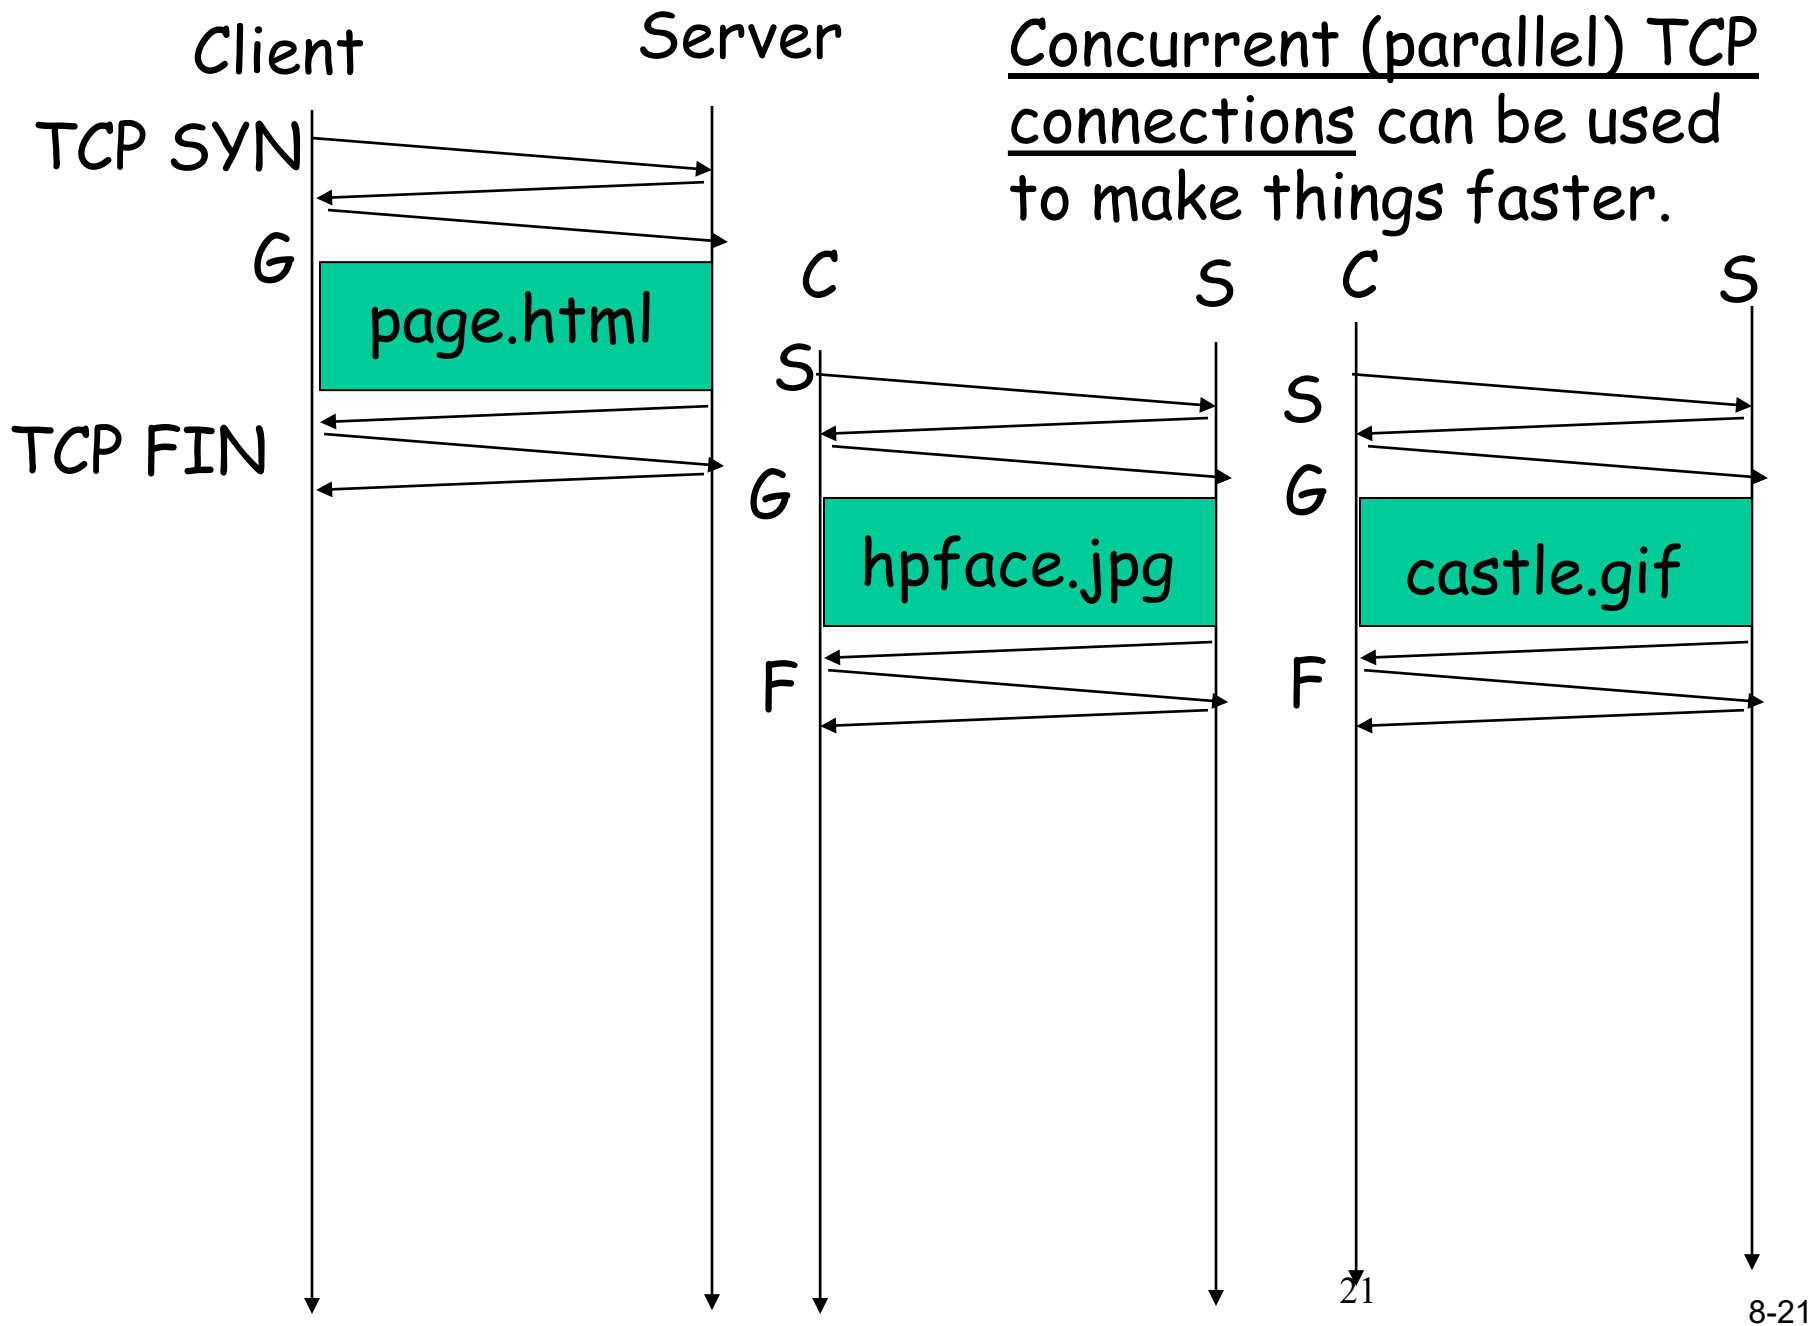 Client
Server
Concurrent (parallel) TCP
connections can be used
to make things faster.
TCP SYN
G
page.html
TCP FIN
C
S
S
G
hpface.jpg
F
C
S
S
G
castle.gif
F
21
8-21